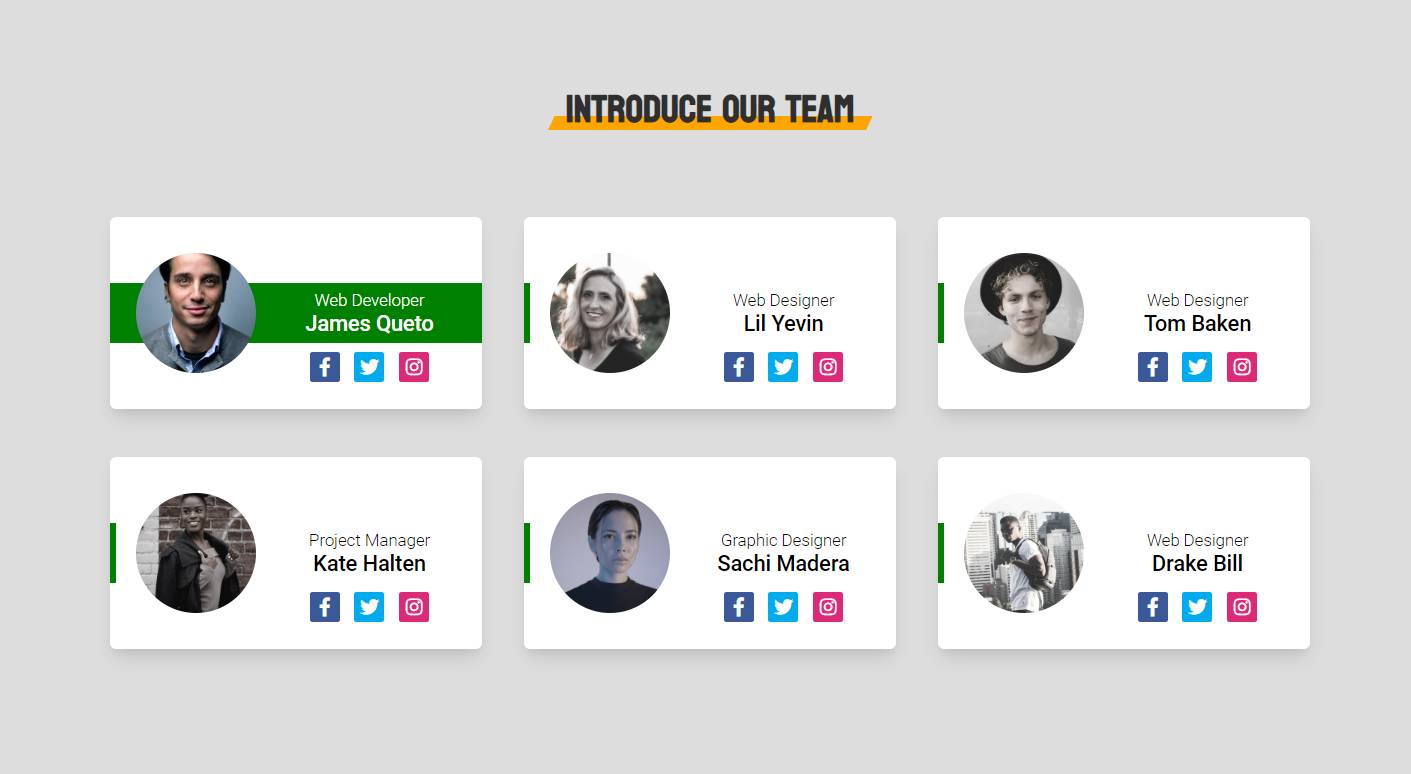 INTRODUCE OUR TEAM
Web Developer
James Queto
Web Designer
Lil Yevin
Web Designer
Tom Baken
Project Manager
Kate Halten
Graphic Designer
Sachi Madera
Web Designer
Drake Bill